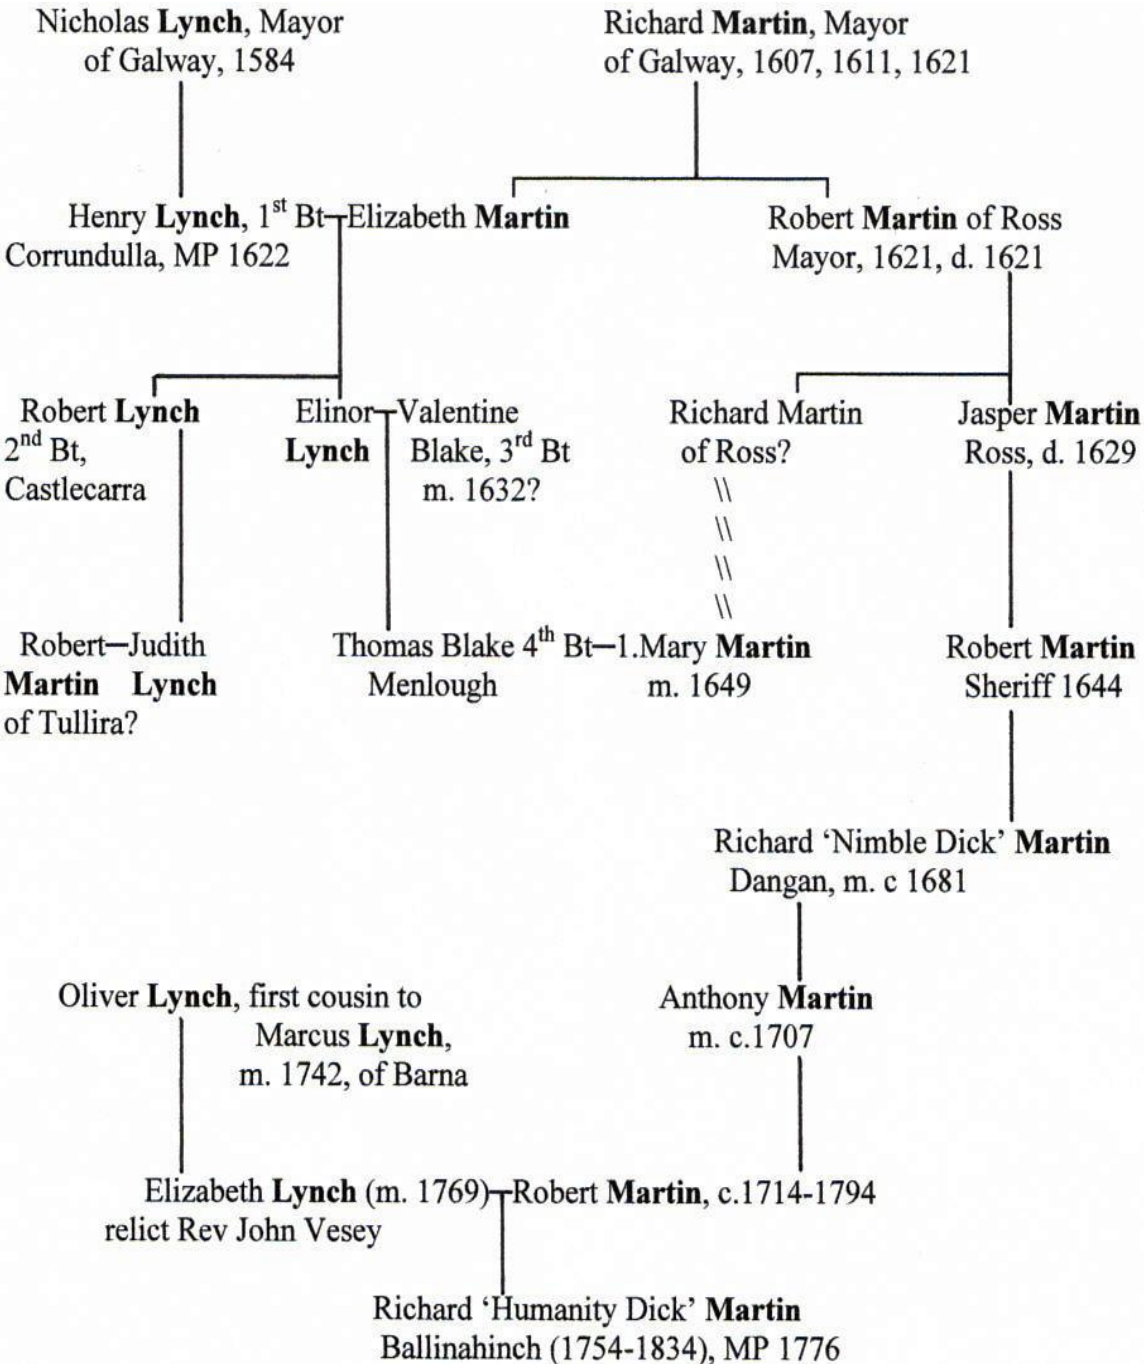 Nicholas Lynch, Mayor
of Galway, 1584
Richard Martin, Mayor
of Galway, 1607, 1611, 1621
Henry Lynch, 1st Bt
Corrundulla, MP 1622
Elizabeth Martin
Robert Martin of Ross
Mayor, 1621, d. 1621
Robert Lynch
2nd Bt,
Castlecarra
Elinor
Lynch
Valentine
Blake, 3rd Bt
m. 1632?
Richard Martin
of Ross?
Jasper Martin
Ross, d. 1629
Robert–Judith
Martin Lynch
of Tullira?
Thomas Blake 4th Bt–1.Mary Martin
Menlough
m. 1649
Robert Martin
Sheriff 1644
Richard ‘Nimble Dick’ Martin
Dangan, m. c 1681
Oliver Lynch, first cousin to
Marcus Lynch,
m. 1742, of Barna
Anthony Martin
m. c.1707
Elizabeth Lynch (m. 1769)
relict Rev John Vesey
Robert Martin, c.1714-1794
Richard ‘Humanity Dick’ Martin
Ballinahinch (1754-1834), MP 1776